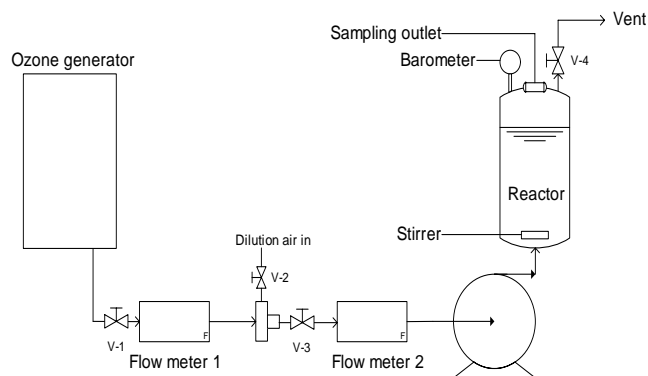 Vent
Sampling outlet
Barometer
V-4
Ozone generator
Reactor
Stirrer
Dilution air in
V-2
F
F
V-1
V-3
Flow meter 1
Flow meter 2